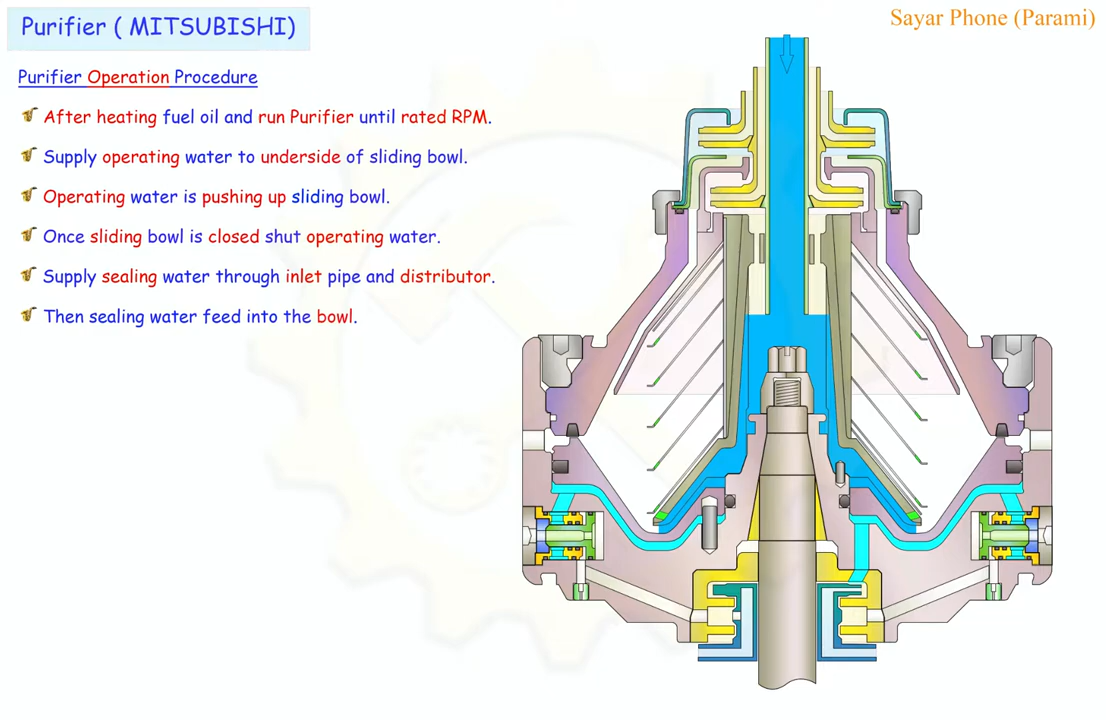 Purifier ( MITSUBISHI)
Sayar Phone (Parami)
Purifier Operation Procedure
After heating fuel oil and run Purifier until rated RPM.
Supply operating water to underside of sliding bowl.
Operating water is pushing up sliding bowl.
Once sliding bowl is closed shut operating water.
Supply sealing water through inlet pipe and distributor.
Then sealing water feed into the bowl.